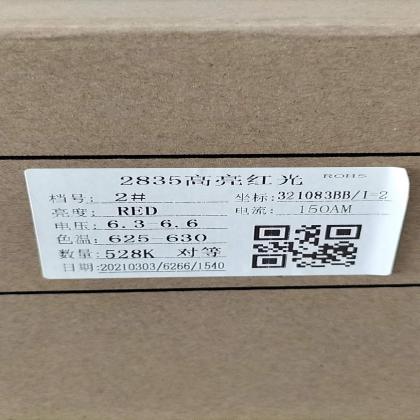 2835高亮红光 ROHS
档号: 2# 坐标: 321083BB/I-2
亮度: RED 电流: 150AM
电压: 6.3-6.6
色温: 625-630
数量: 528K 对等
日期: 20210303/6266/1540